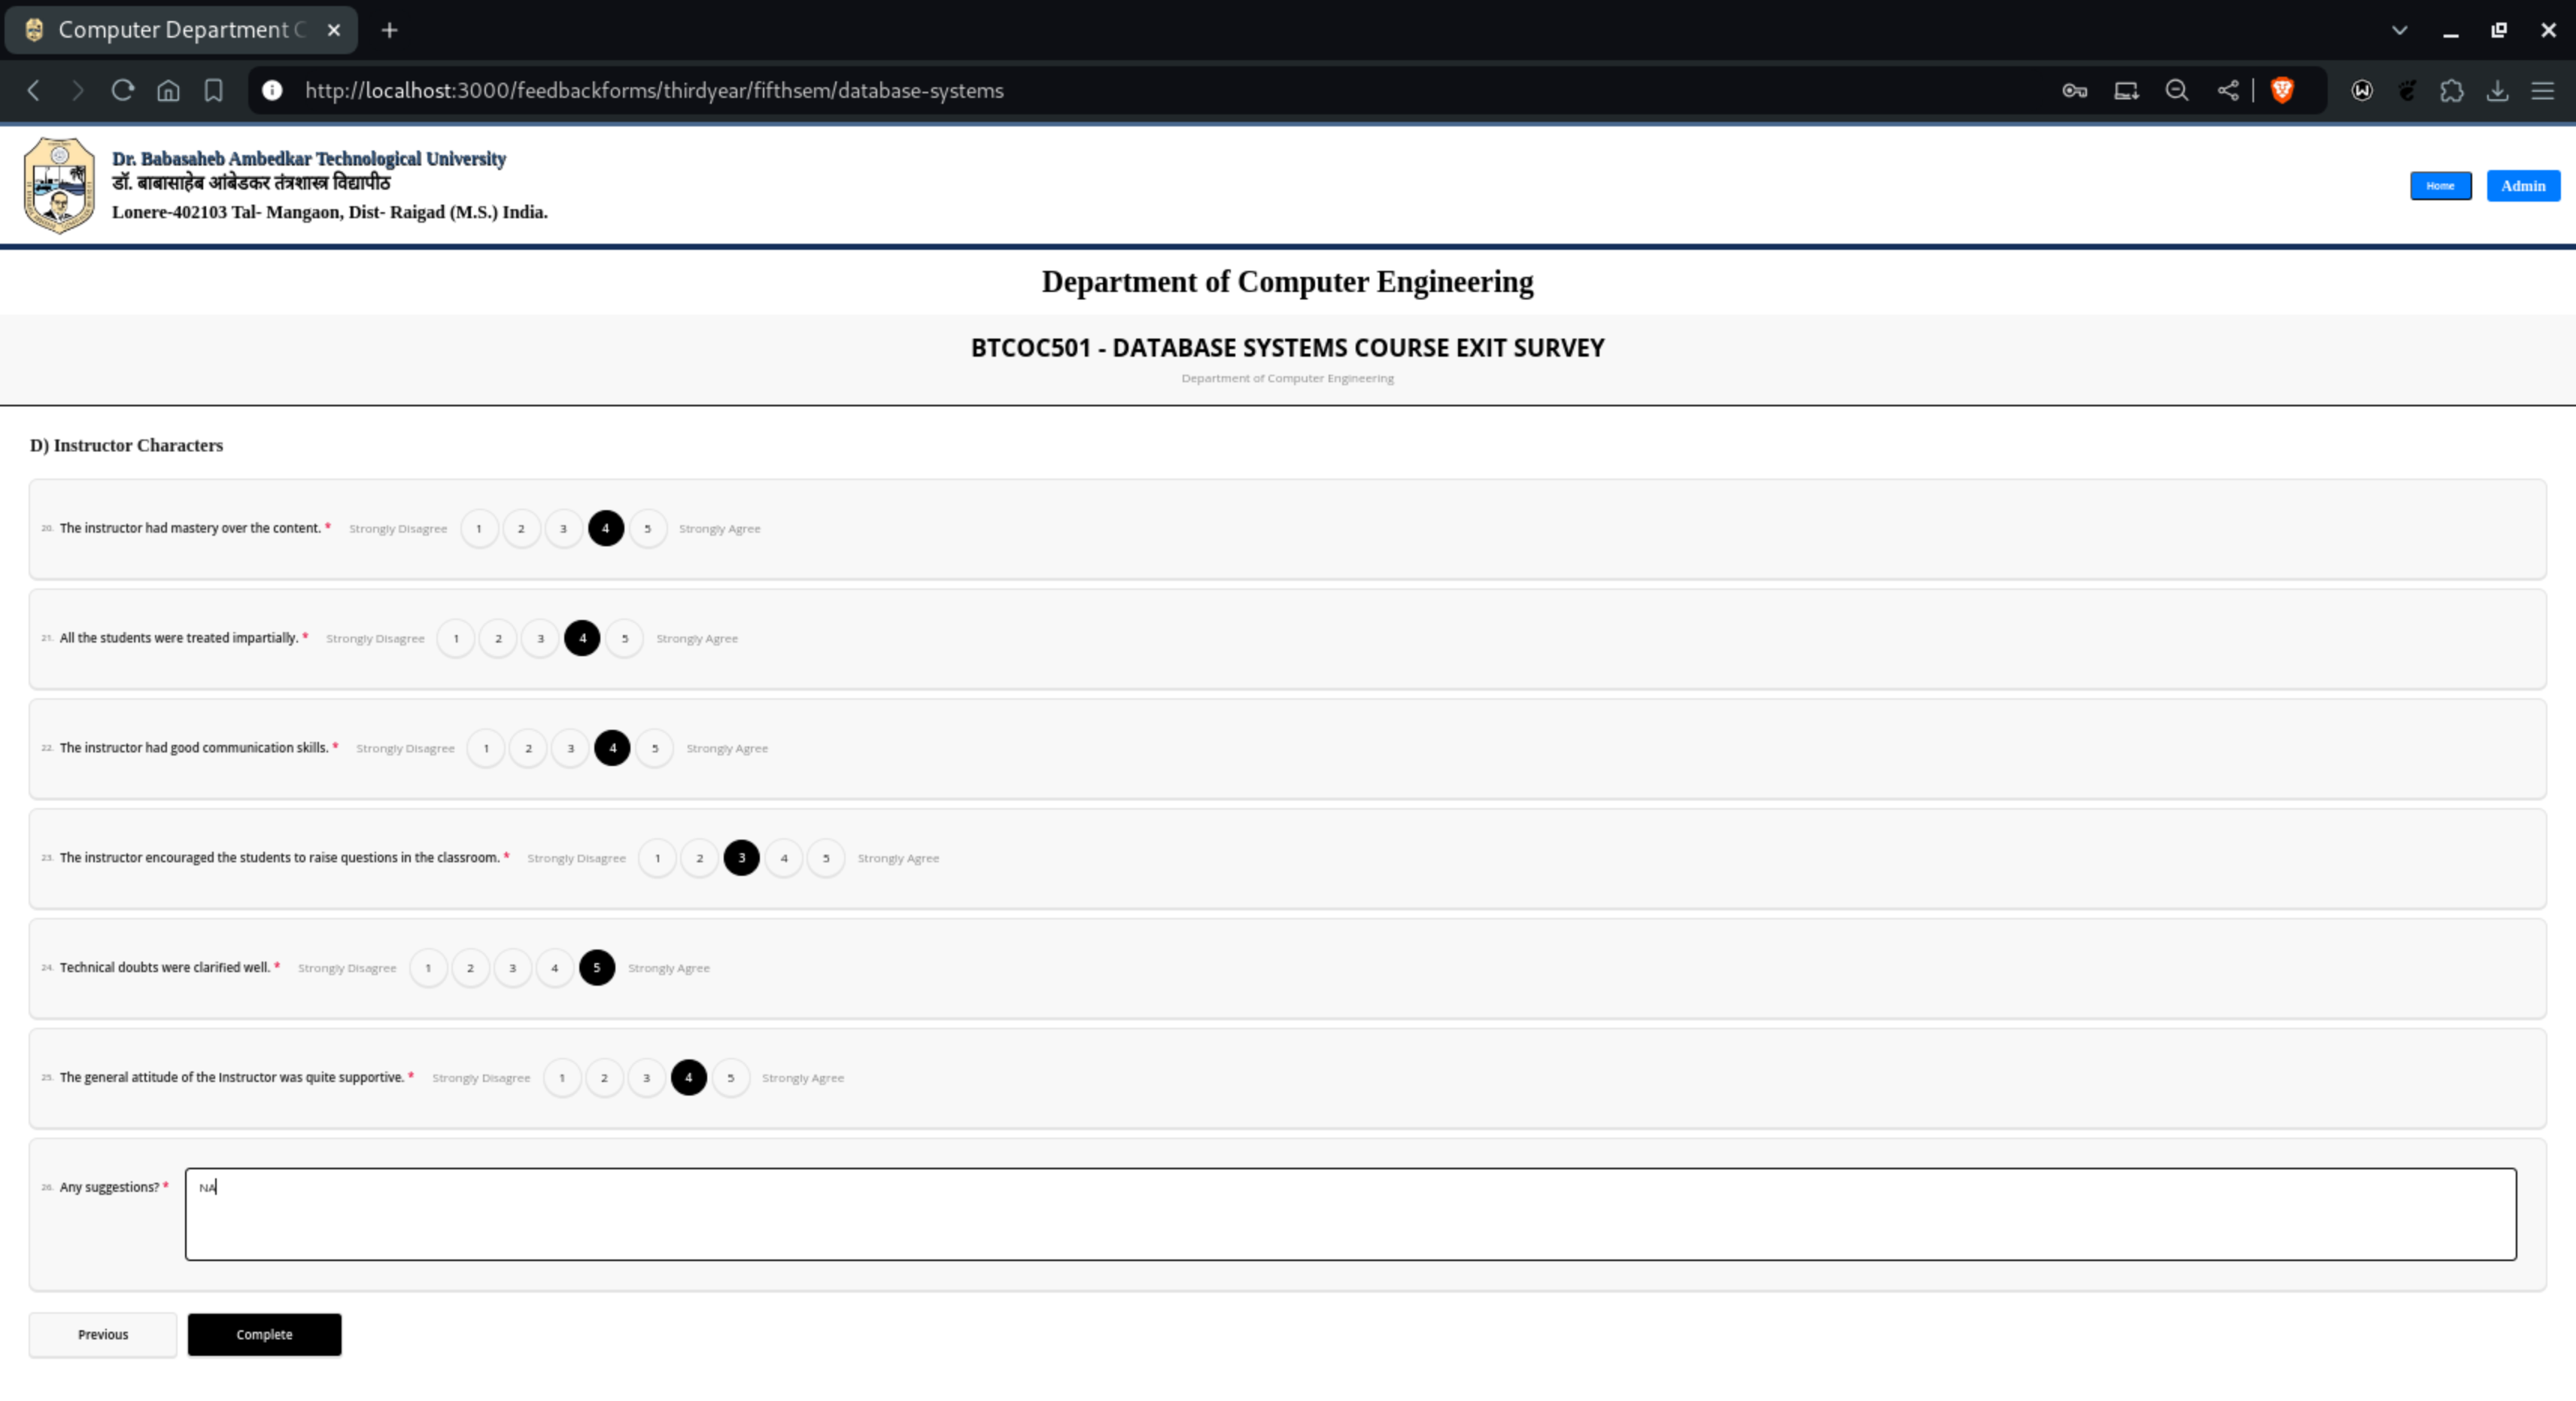 Computer Department C
http://localhost:3000/feedbackforms/thirdyear/fifthsem/database-systems
Dr. Babasaheb Ambedkar Technological University
डॉ. बाबासाहेब आंबेडकर तंत्रशास्त्र विद्यापीठ
Lonere-402103 Tal- Mangaon, Dist- Raigad (M.S.) India.
Home Admin
Department of Computer Engineering
BTCOC501 - DATABASE SYSTEMS COURSE EXIT SURVEY
Department of Computer Engineering
D) Instructor Characters
20. The instructor had mastery over the content. * Strongly Disagree 1 2 3 4 5 Strongly Agree
21. All the students were treated impartially. * Strongly Disagree 1 2 3 4 5 Strongly Agree
22. The instructor had good communication skills. * Strongly Disagree 1 2 3 4 5 Strongly Agree
23. The instructor encouraged the students to raise questions in the classroom. * Strongly Disagree 1 2 3 4 5 Strongly Agree
24. Technical doubts were clarified well. * Strongly Disagree 1 2 3 4 5 Strongly Agree
25. The general attitude of the Instructor was quite supportive. * Strongly Disagree 1 2 3 4 5 Strongly Agree
26. Any suggestions? * NA
Previous Complete